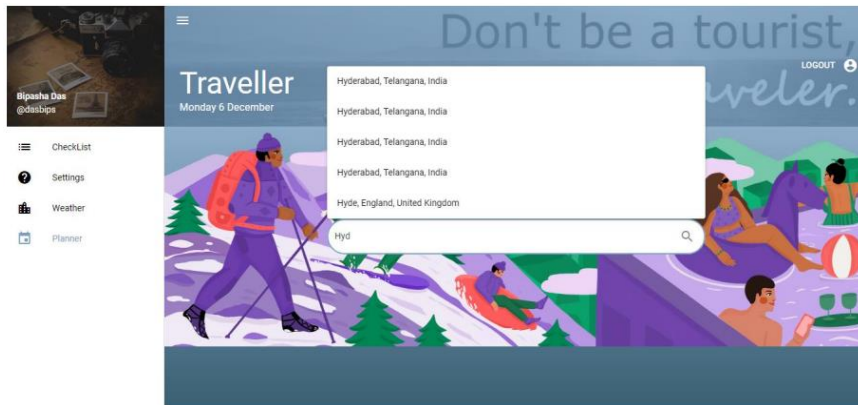 Don't be a tourist,
LOGOUT
Traveller
Monday 6 December
Bipasha Das
@dasbips
CheckList
Settings
Weather
Planner
Hyderabad, Telangana, India
Hyderabad, Telangana, India
Hyderabad, Telangana, India
Hyderabad, Telangana, India
Hyde, England, United Kingdom
Hyd